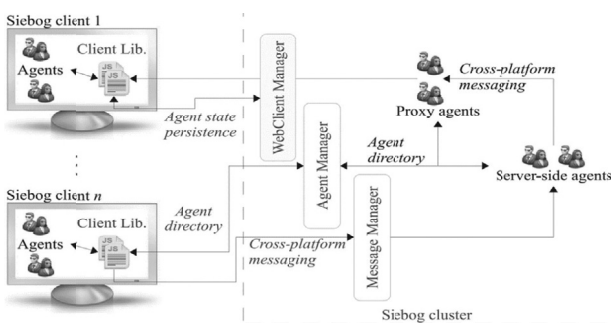 Siebog client 1
Client Lib.
Agents
JS
JS
Agent state
persistence
WebClient Manager
Cross-platform
messaging
Proxy agents
Agent
directory
Agent Manager
Server-side agents
Siebog client n
Client Lib.
Agents
JS
JS
Agent
directory
Cross-platform
messaging
Message Manager
Siebog cluster